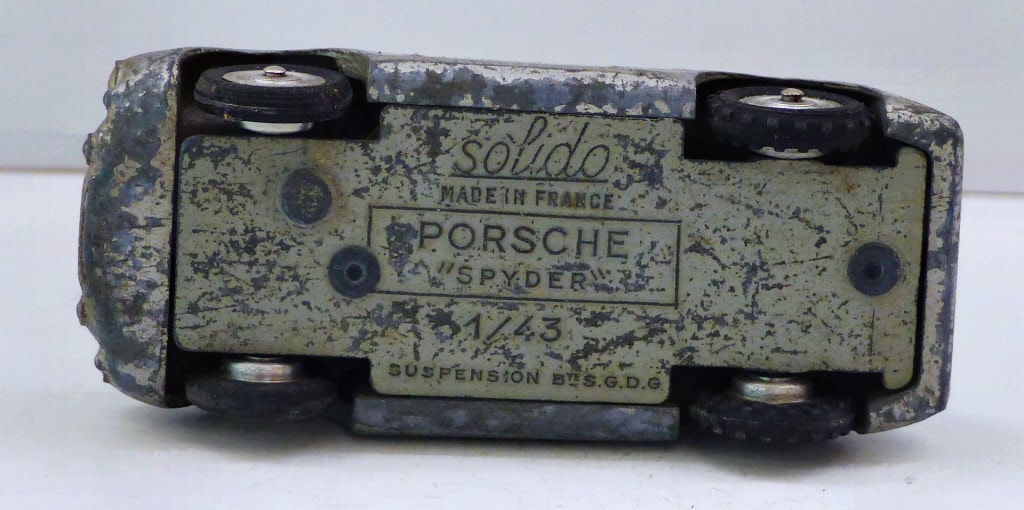 solido
MADE IN FRANCE
PORSCHE
"SPYDER"
1/43
SUSPENSION BTE S.G.D.G